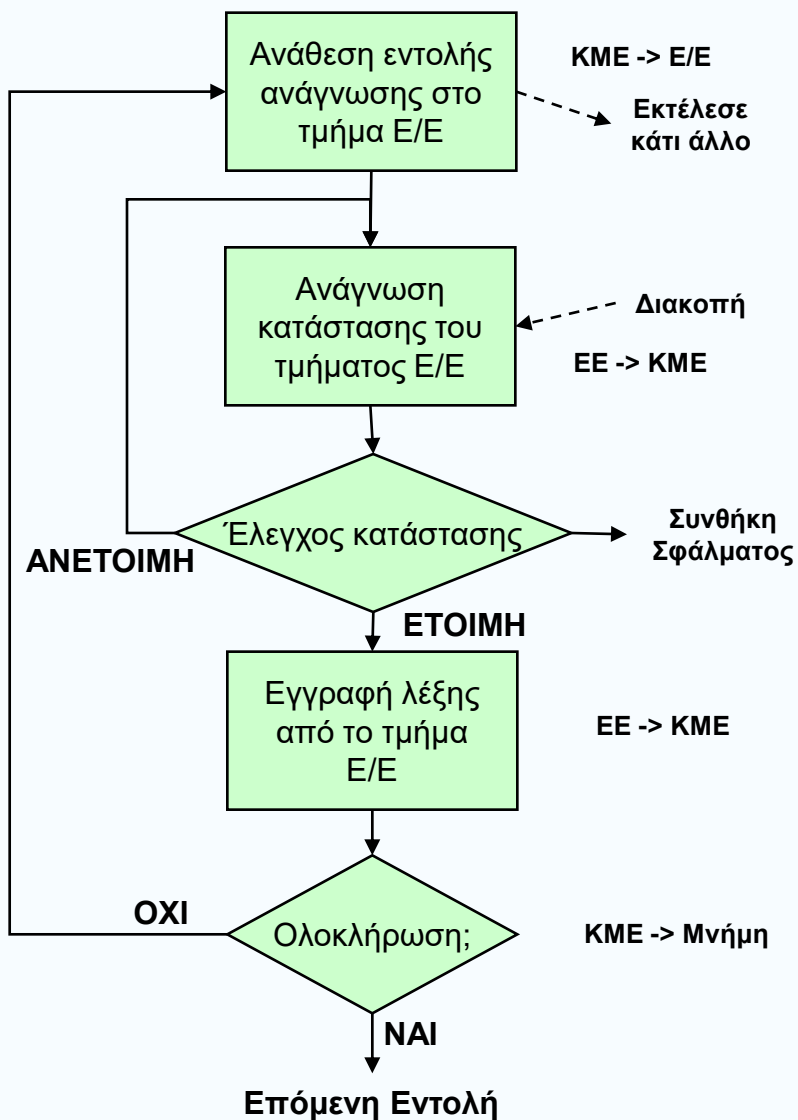 Ανάθεση εντολής
ανάγνωσης στο
τμήμα Ε/Ε
ΚΜΕ -> Ε/Ε
Εκτέλεσε
κάτι άλλο
Ανάγνωση
κατάστασης του
τμήματος Ε/Ε
Διακοπή
ΕΕ -> ΚΜΕ
Έλεγχος κατάστασης
Συνθήκη
Σφάλματος
ΑΝΕΤΟΙΜΗ
ΕΤΟΙΜΗ
Εγγραφή λέξης
από το τμήμα
Ε/Ε
ΕΕ -> ΚΜΕ
ΟΧΙ
Ολοκλήρωση;
ΚΜΕ -> Μνήμη
ΝΑΙ
Επόμενη Εντολή